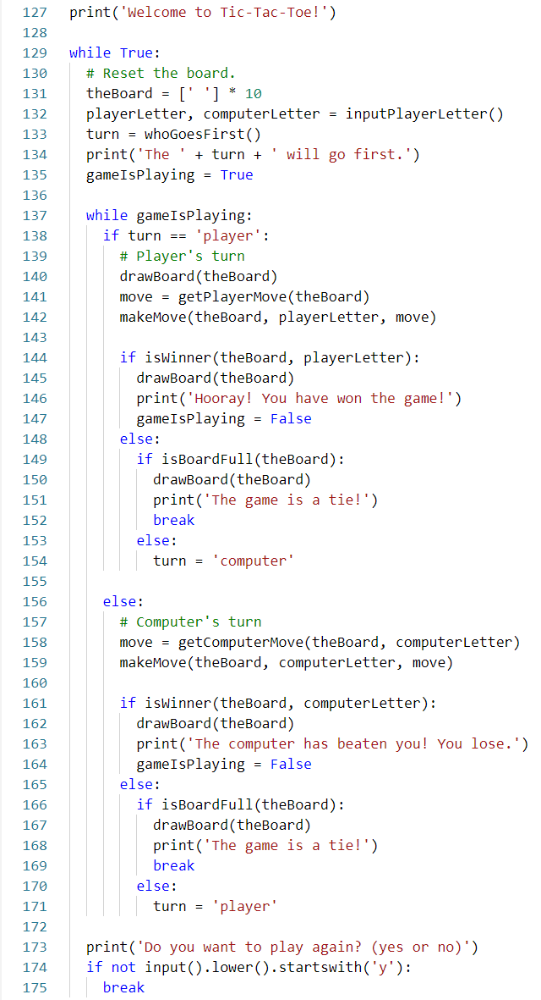 127 print('Welcome to Tic-Tac-Toe!')
128
129 while True:
130   # Reset the board.
131   theBoard = [' '] * 10
132   playerLetter, computerLetter = inputPlayerLetter()
133   turn = whoGoesFirst()
134   print('The ' + turn + ' will go first.')
135   gameIsPlaying = True
136
137   while gameIsPlaying:
138     if turn == 'player':
139       # Player's turn
140       drawBoard(theBoard)
141       move = getPlayerMove(theBoard)
142       makeMove(theBoard, playerLetter, move)
143
144       if isWinner(theBoard, playerLetter):
145         drawBoard(theBoard)
146         print('Hooray! You have won the game!')
147         gameIsPlaying = False
148       else:
149         if isBoardFull(theBoard):
150           drawBoard(theBoard)
151           print('The game is a tie!')
152           break
153         else:
154           turn = 'computer'
155
156     else:
157       # Computer's turn
158       move = getComputerMove(theBoard, computerLetter)
159       makeMove(theBoard, computerLetter, move)
160
161       if isWinner(theBoard, computerLetter):
162         drawBoard(theBoard)
163         print('The computer has beaten you! You lose.')
164         gameIsPlaying = False
165       else:
166         if isBoardFull(theBoard):
167           drawBoard(theBoard)
168           print('The game is a tie!')
169           break
170         else:
171           turn = 'player'
172
173   print('Do you want to play again? (yes or no)')
174   if not input().lower().startswith('y'):
175     break